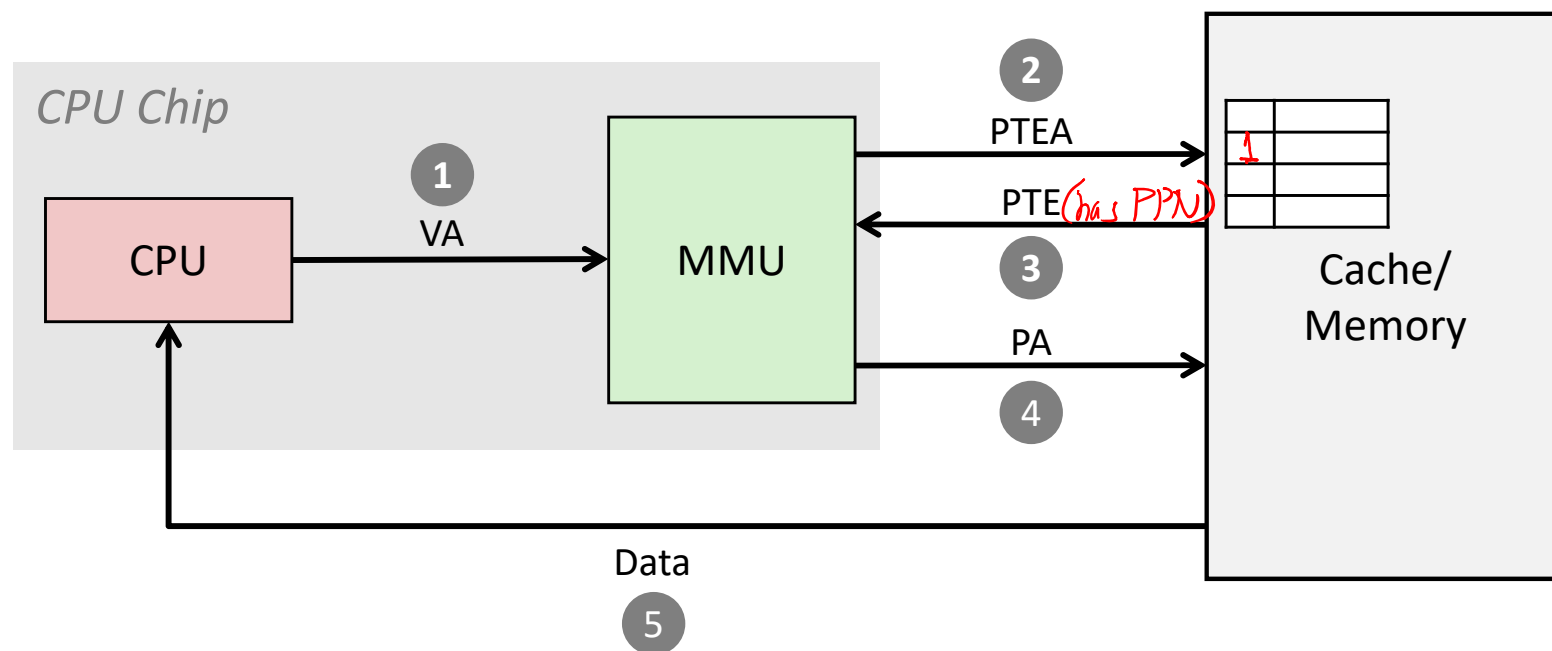 CPU Chip
2
PTEA
1
VA
1
PTE (has PPN)
CPU
MMU
3
Cache/
Memory
PA
4
Data
5